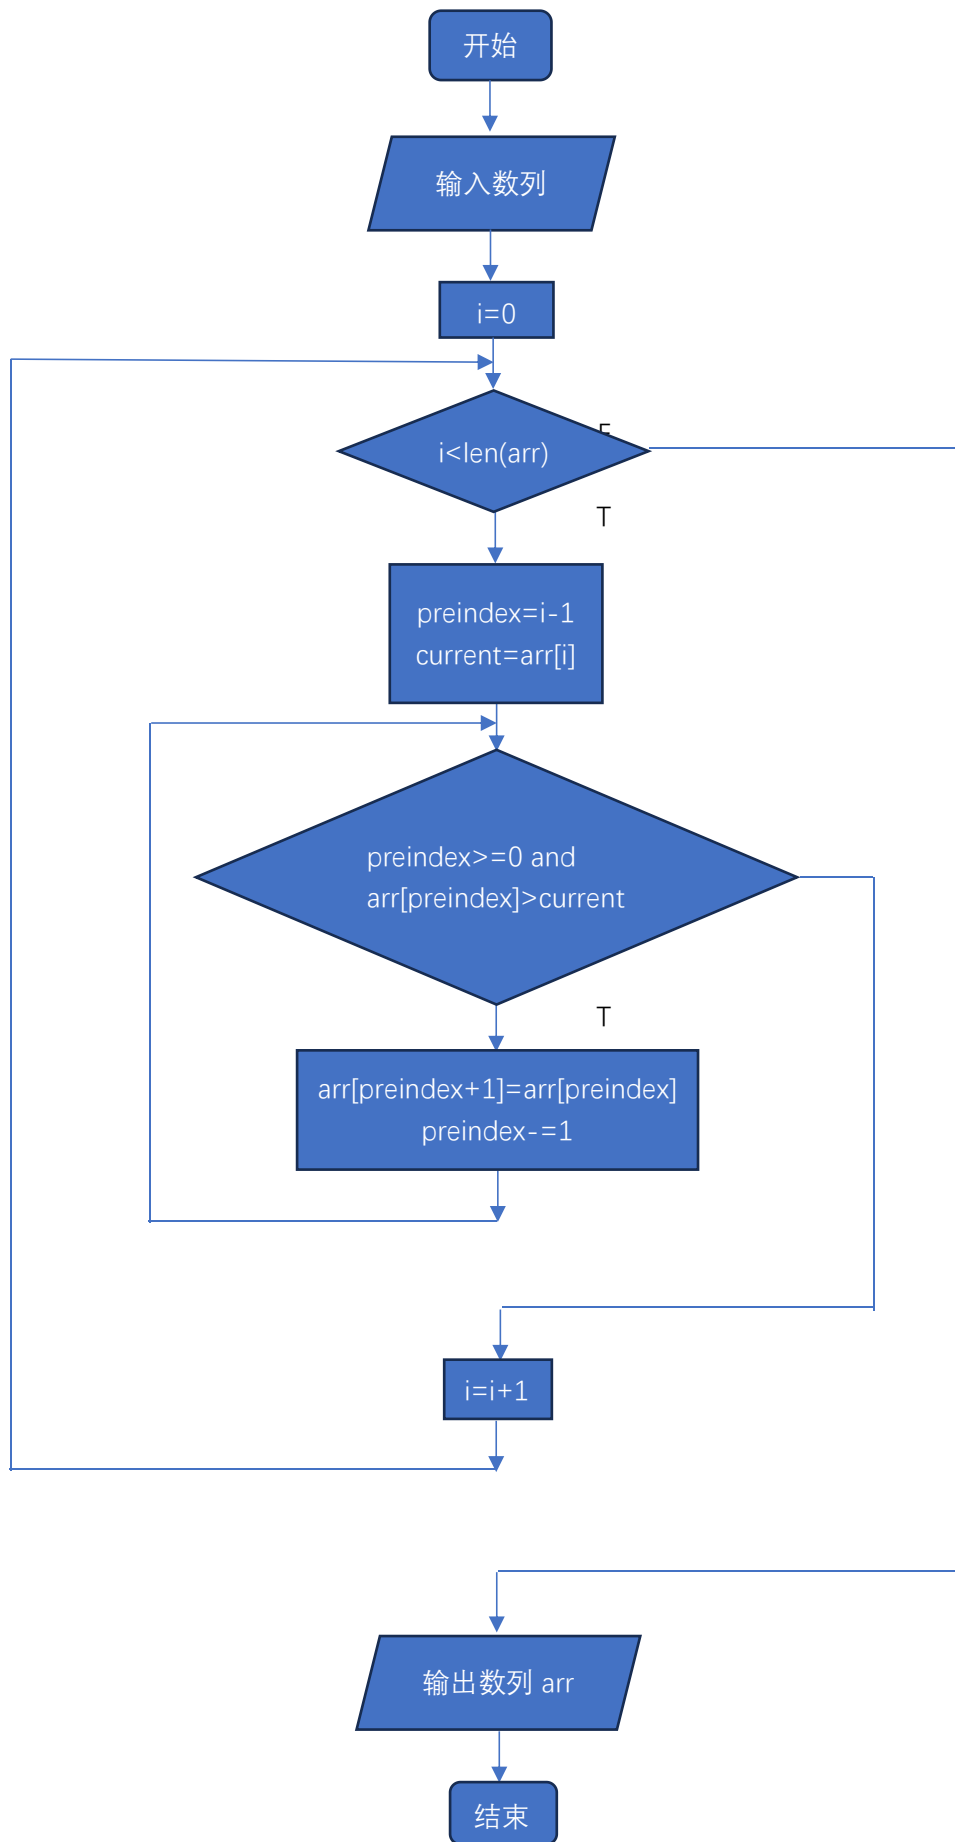 开始
输入数列
i=0
i<len(arr)
F
T
preindex=i-1
current=arr[i]
preindex>=0 and
arr[preindex]>current
T
arr[preindex+1]=arr[preindex]
preindex-=1
i=i+1
输出数列 arr
结束